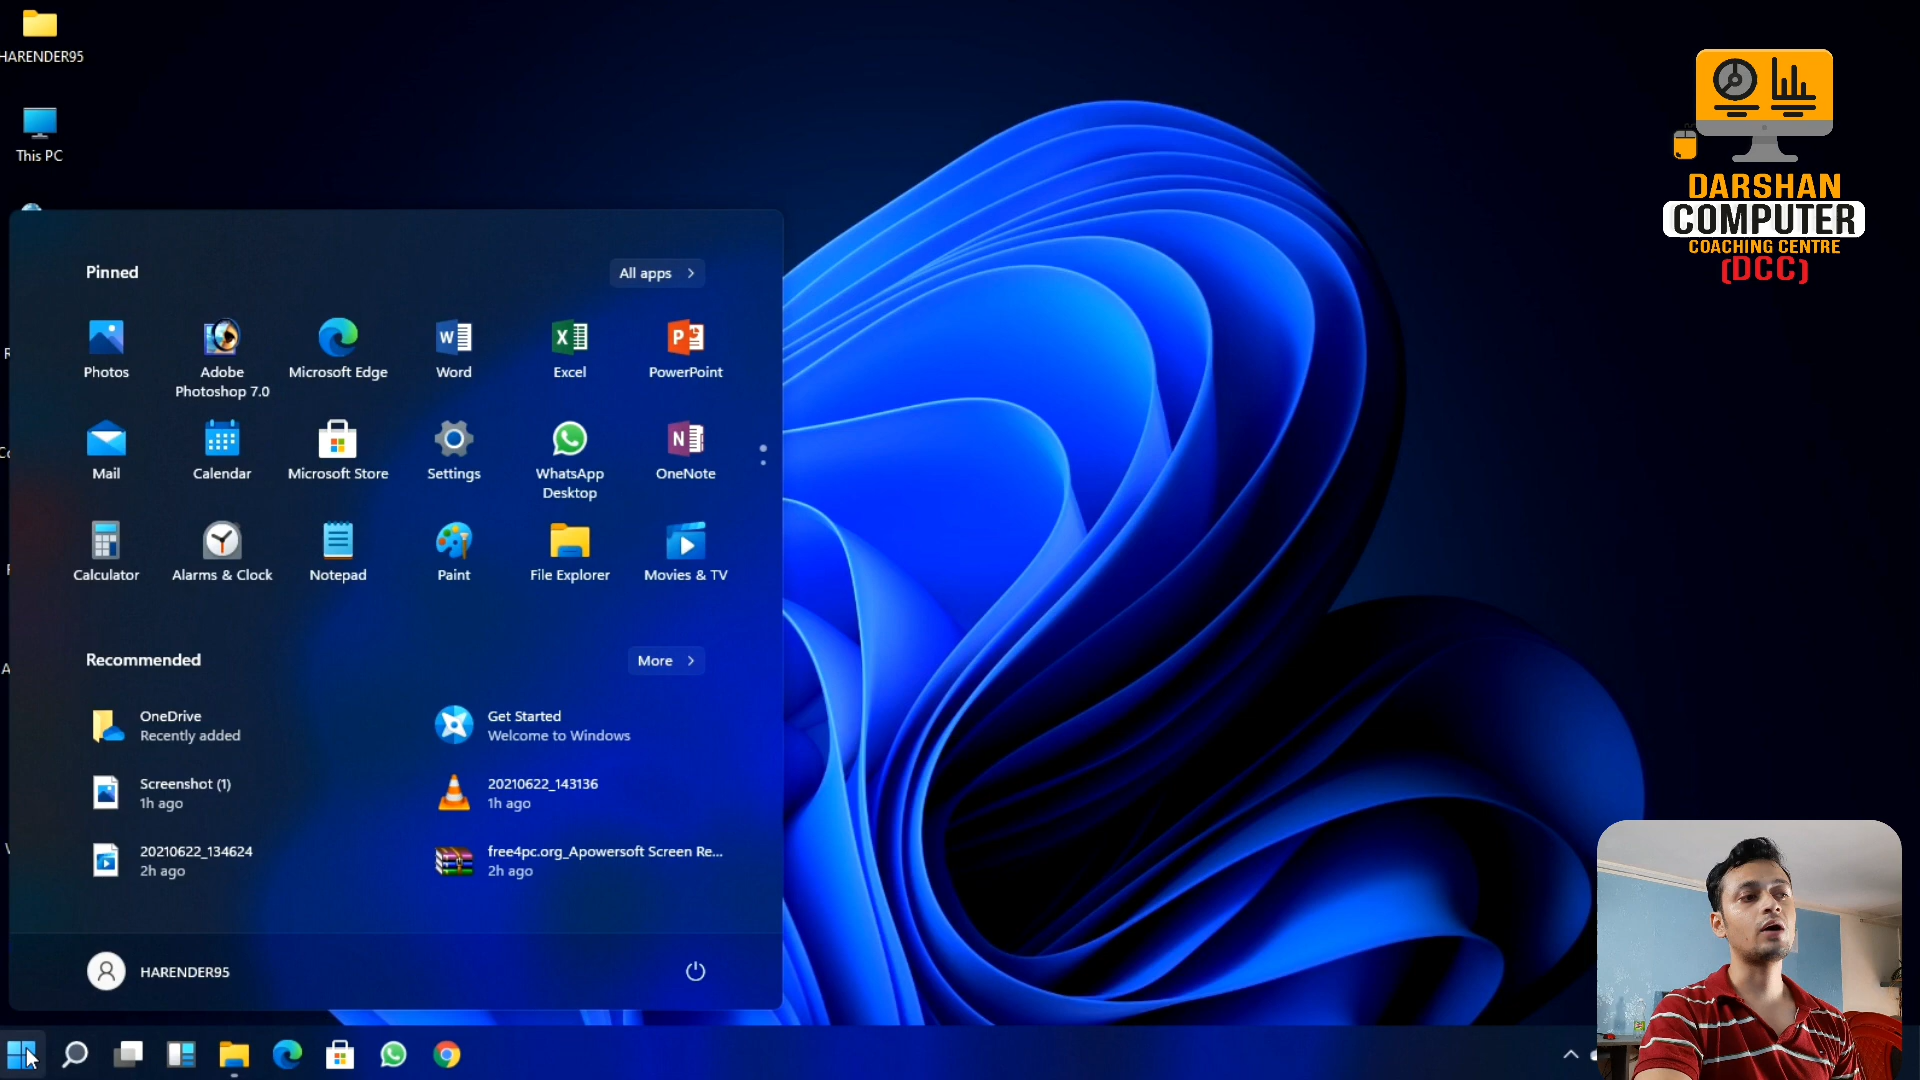 HARENDER95
This PC
Pinned
All apps
Photos
Adobe
Photoshop 7.0
Microsoft Edge
Word
Excel
PowerPoint
Mail
Calendar
Microsoft Store
Settings
WhatsApp
Desktop
OneNote
Calculator
Alarms & Clock
Notepad
Paint
File Explorer
Movies & TV
Recommended
More
OneDrive
Recently added
Get Started
Welcome to Windows
Screenshot (1)
1h ago
20210622_143136
1h ago
20210622_134624
2h ago
free4pc.org_Apowersoft Screen Re...
2h ago
HARENDER95
DARSHAN
COMPUTER
COACHING CENTRE
(DCC)